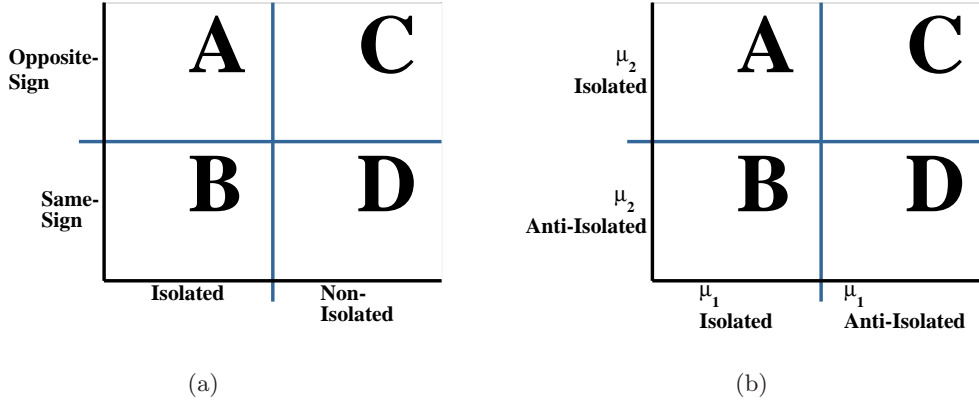 Opposite-
Sign
A
C
Same-
Sign
B
D
Isolated
Non-
Isolated
(a)
μ2
Isolated
A
C
μ2
Anti-Isolated
B
D
μ1
Isolated
μ1
Anti-Isolated
(b)